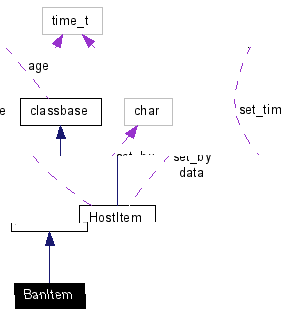 time_t
age
classbase
char
set_tim
set_by
data
HostItem
BanItem